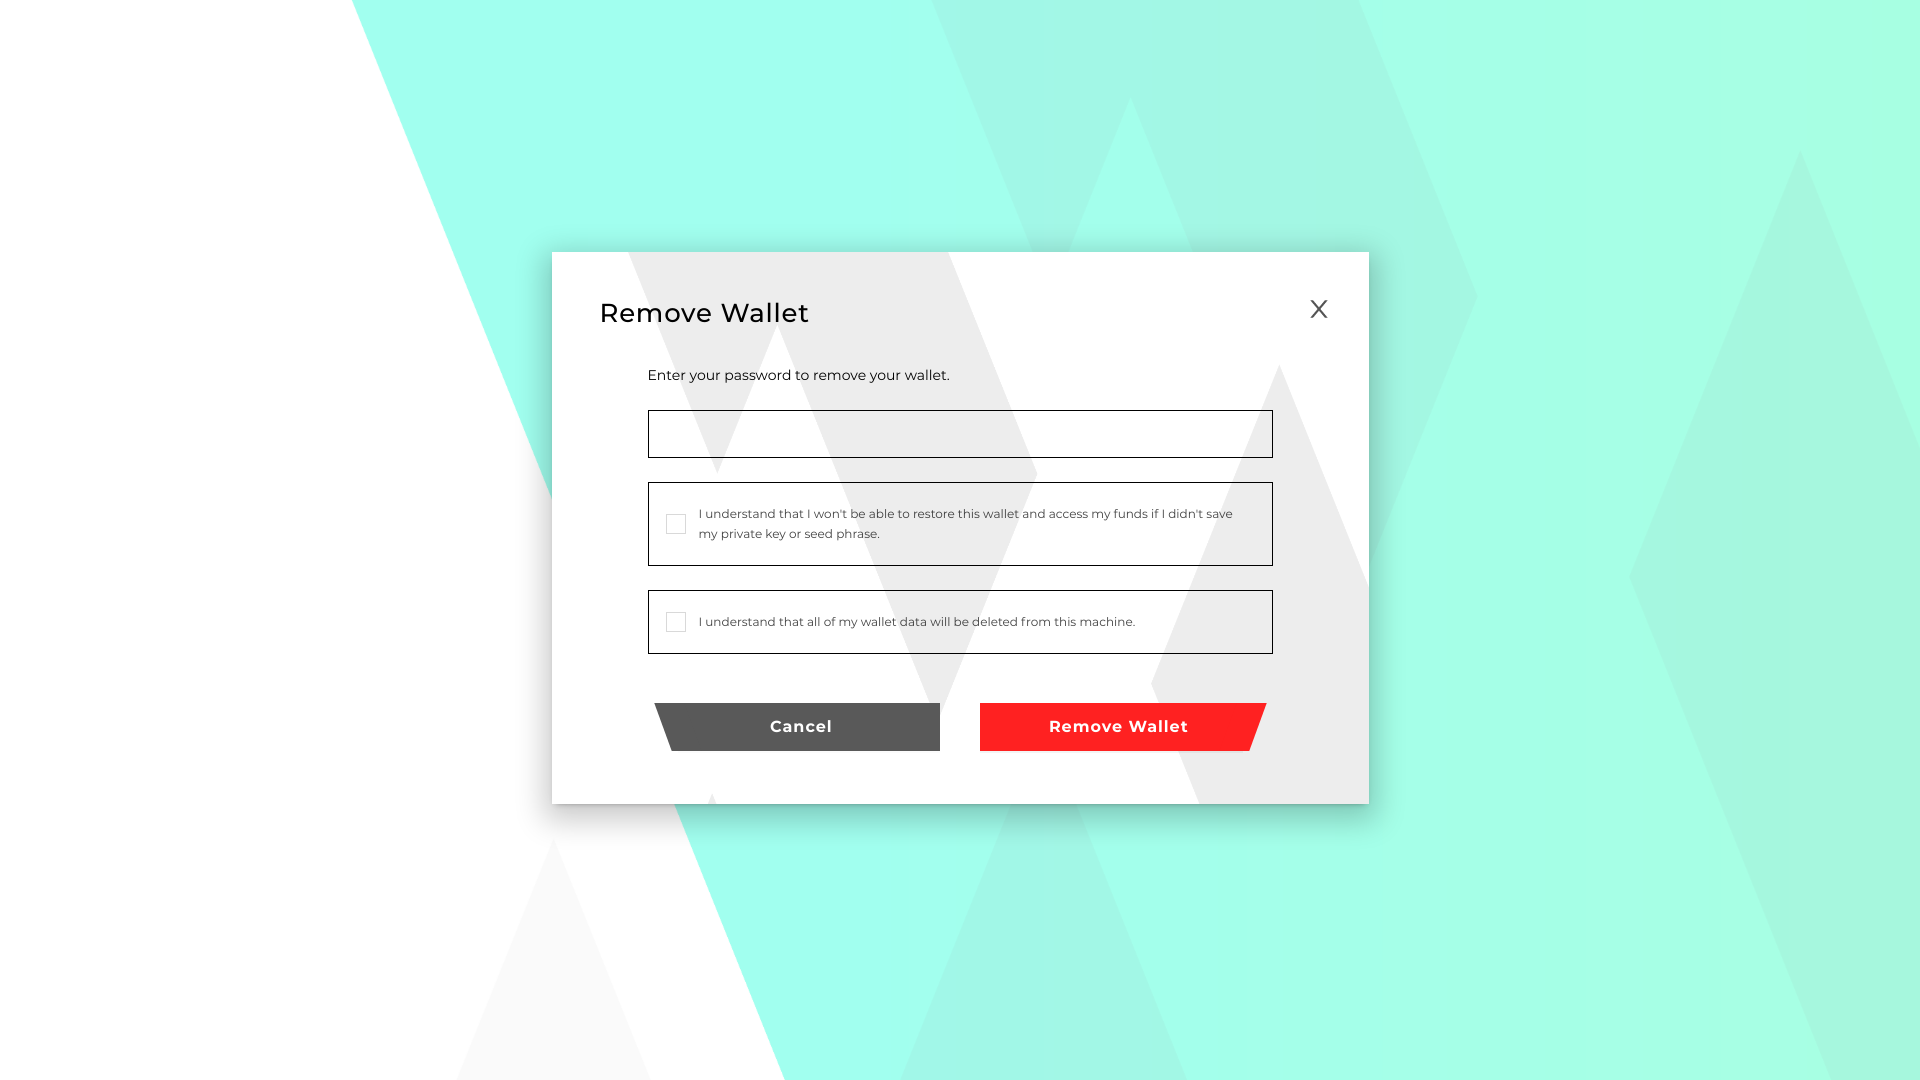 Remove Wallet
X
Enter your password to remove your wallet.
I understand that I won't be able to restore this wallet and access my funds if I didn't save
my private key or seed phrase.
I understand that all of my wallet data will be deleted from this machine.
Cancel
Remove Wallet